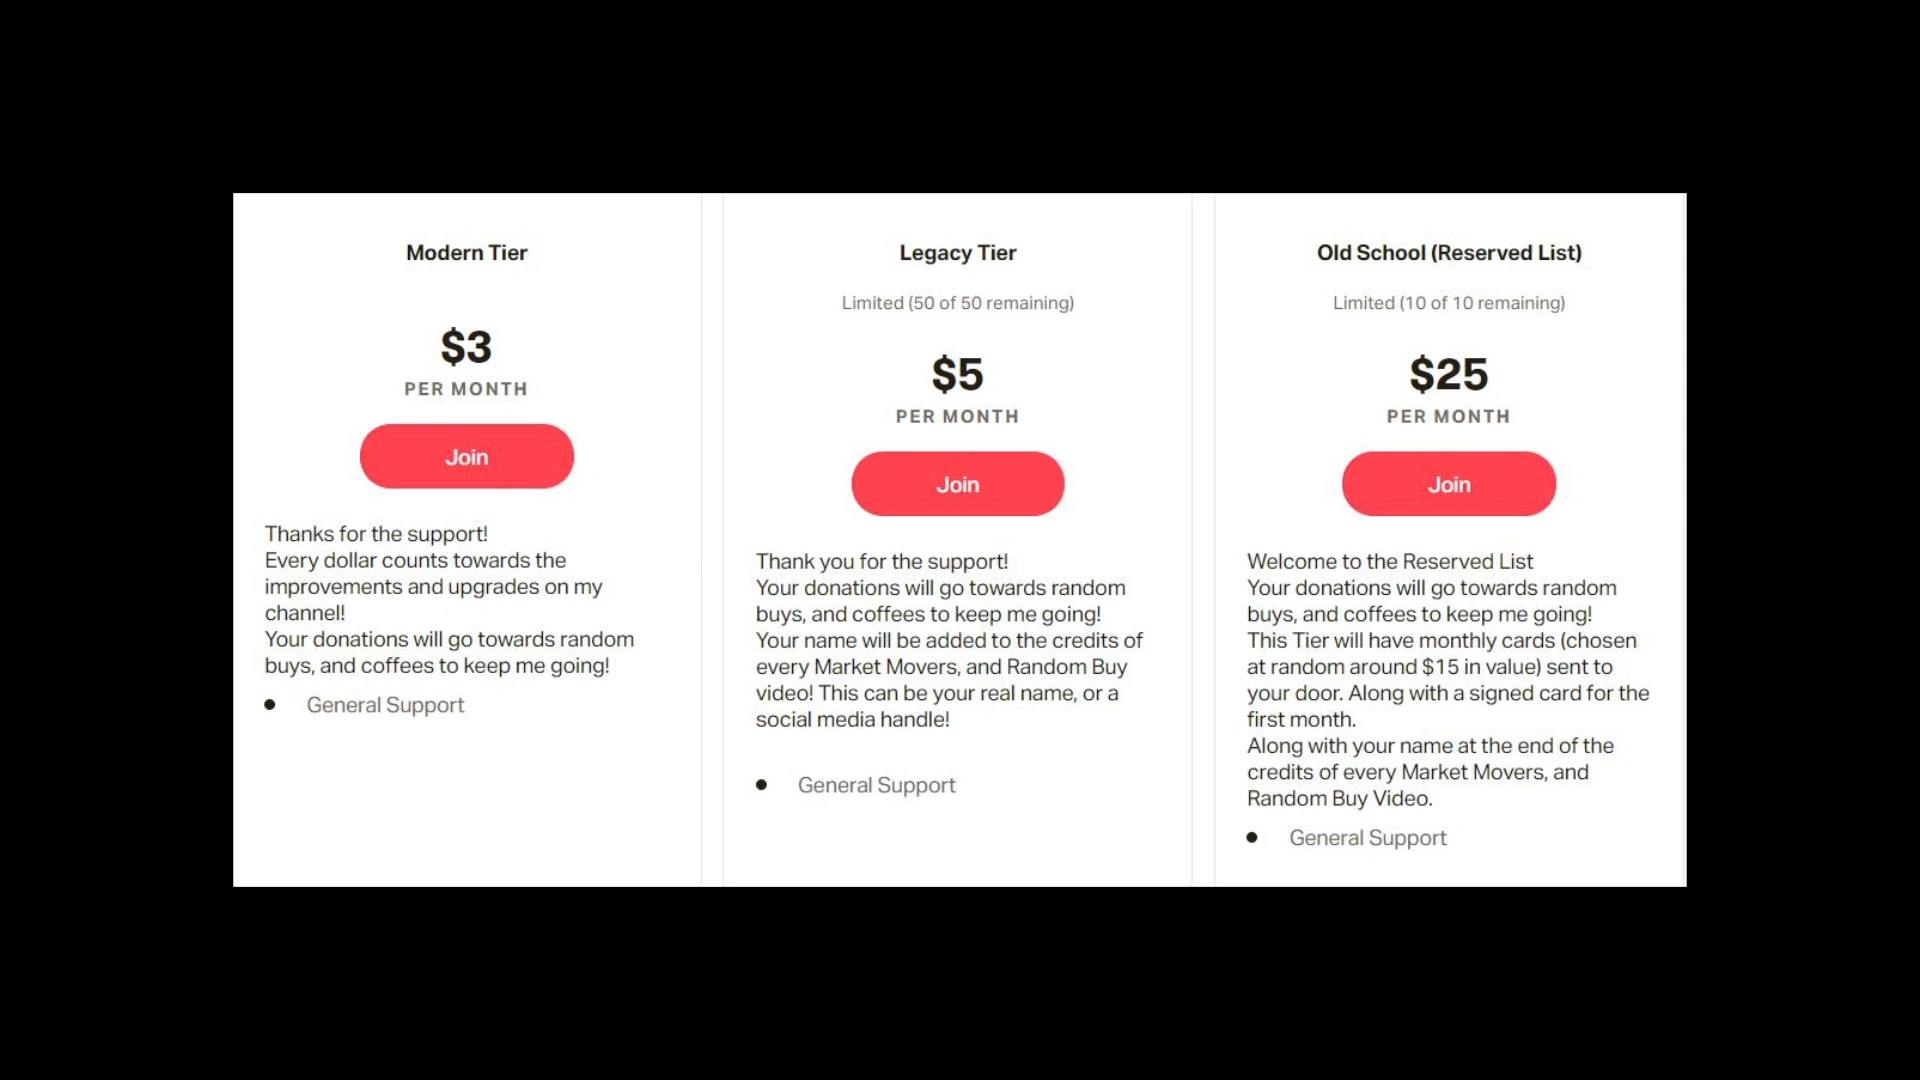 Modern Tier
$3
PER MONTH
Join
Thanks for the support!
Every dollar counts towards the
improvements and upgrades on my
channel!
Your donations will go towards random
buys, and coffees to keep me going!
General Support
Legacy Tier
Limited (50 of 50 remaining)
$5
PER MONTH
Join
Thank you for the support!
Your donations will go towards random
buys, and coffees to keep me going!
Your name will be added to the credits of
every Market Movers, and Random Buy
video! This can be your real name, or a
social media handle!
General Support
Old School (Reserved List)
Limited (10 of 10 remaining)
$25
PER MONTH
Join
Welcome to the Reserved List
Your donations will go towards random
buys, and coffees to keep me going!
This Tier will have monthly cards (chosen
at random around $15 in value) sent to
your door. Along with a signed card for the
first month.
Along with your name at the end of the
credits of every Market Movers, and
Random Buy Video.
General Support